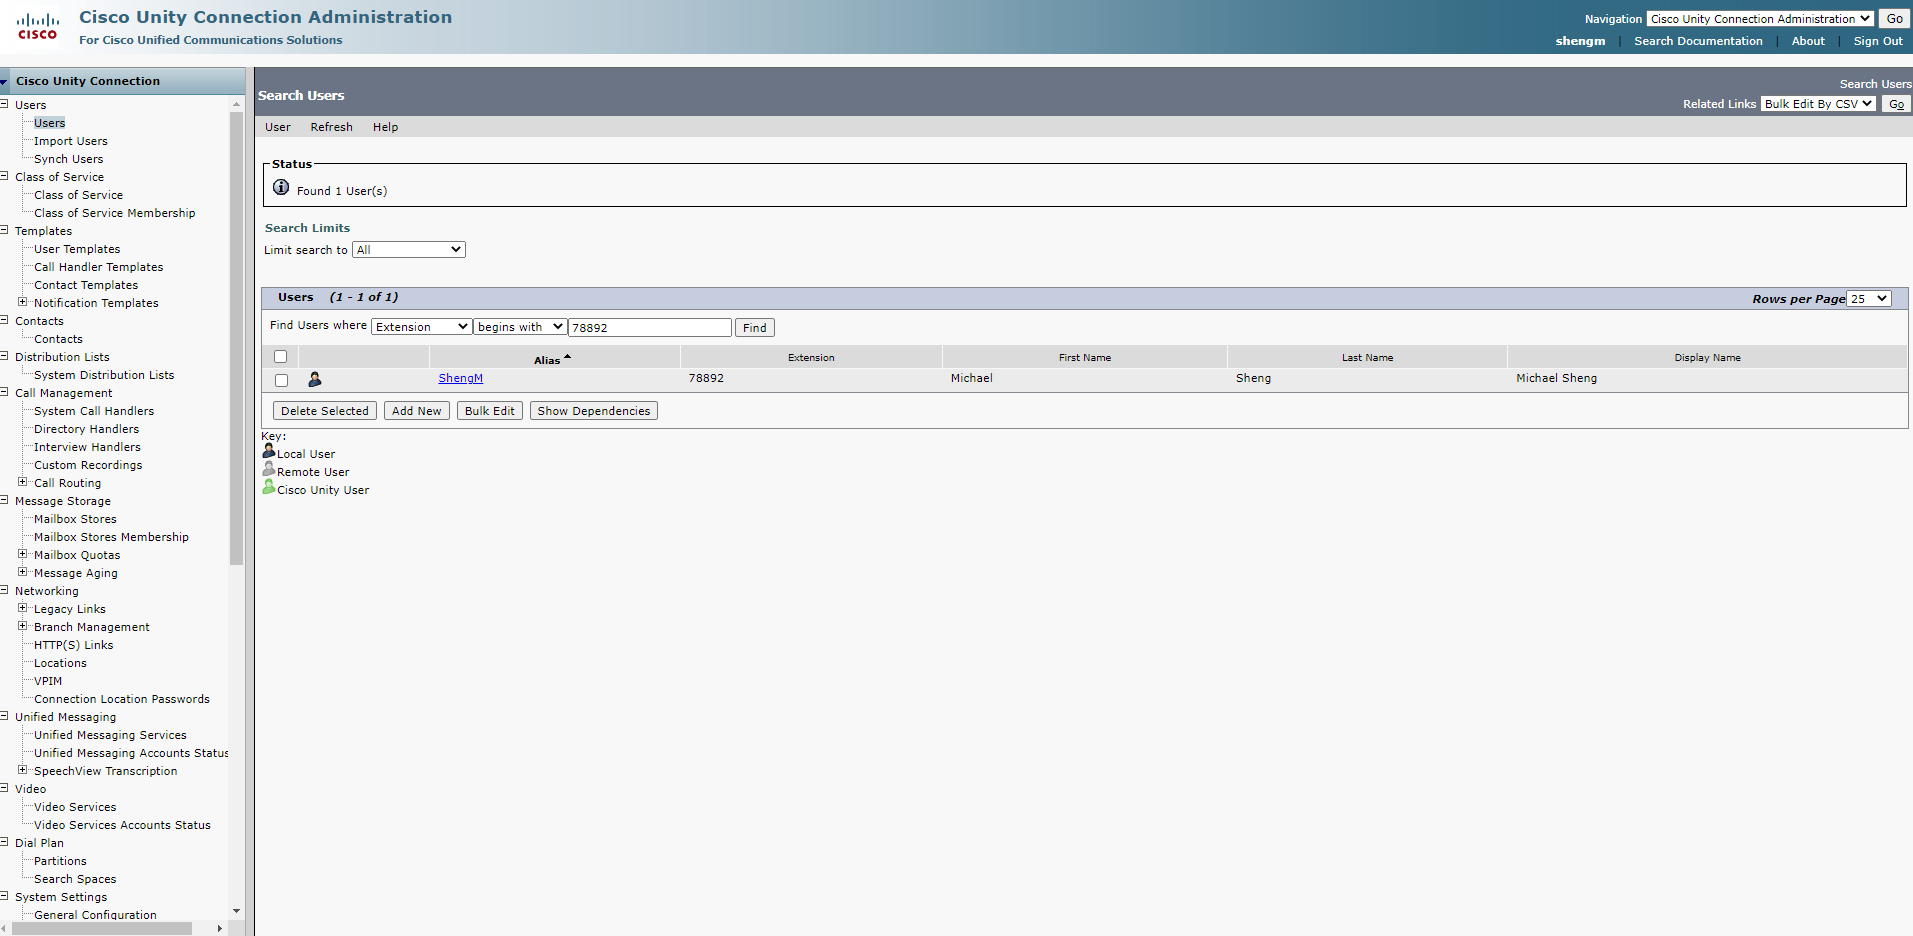 CISCO
Cisco Unity Connection Administration
For Cisco Unified Communications Solutions
Navigation Cisco Unity Connection Administration Go
shengm | Search Documentation | About | Sign Out
Cisco Unity Connection
Users
Users
Import Users
Synch Users
Class of Service
Class of Service
Class of Service Membership
Templates
User Templates
Call Handler Templates
Contact Templates
Notification Templates
Contacts
Contacts
Distribution Lists
System Distribution Lists
Call Management
System Call Handlers
Directory Handlers
Interview Handlers
Custom Recordings
Call Routing
Message Storage
Mailbox Stores
Mailbox Stores Membership
Mailbox Quotas
Message Aging
Networking
Legacy Links
Branch Management
HTTP(S) Links
Locations
VPIM
Connection Location Passwords
Unified Messaging
Unified Messaging Services
Unified Messaging Accounts Status
SpeechView Transcription
Video
Video Services
Video Services Accounts Status
Dial Plan
Partitions
Search Spaces
System Settings
General Configuration
Search Users
Search Users
Related Links Bulk Edit By CSV Go
User Refresh Help
Status
Found 1 User(s)
Search Limits
Limit search to All
Users (1 - 1 of 1)
Rows per Page 25
Find Users where Extension begins with 78892 Find
Alias Extension First Name Last Name Display Name
ShengM 78892 Michael Sheng Michael Sheng
Delete Selected Add New Bulk Edit Show Dependencies
Key:
Local User
Remote User
Cisco Unity User